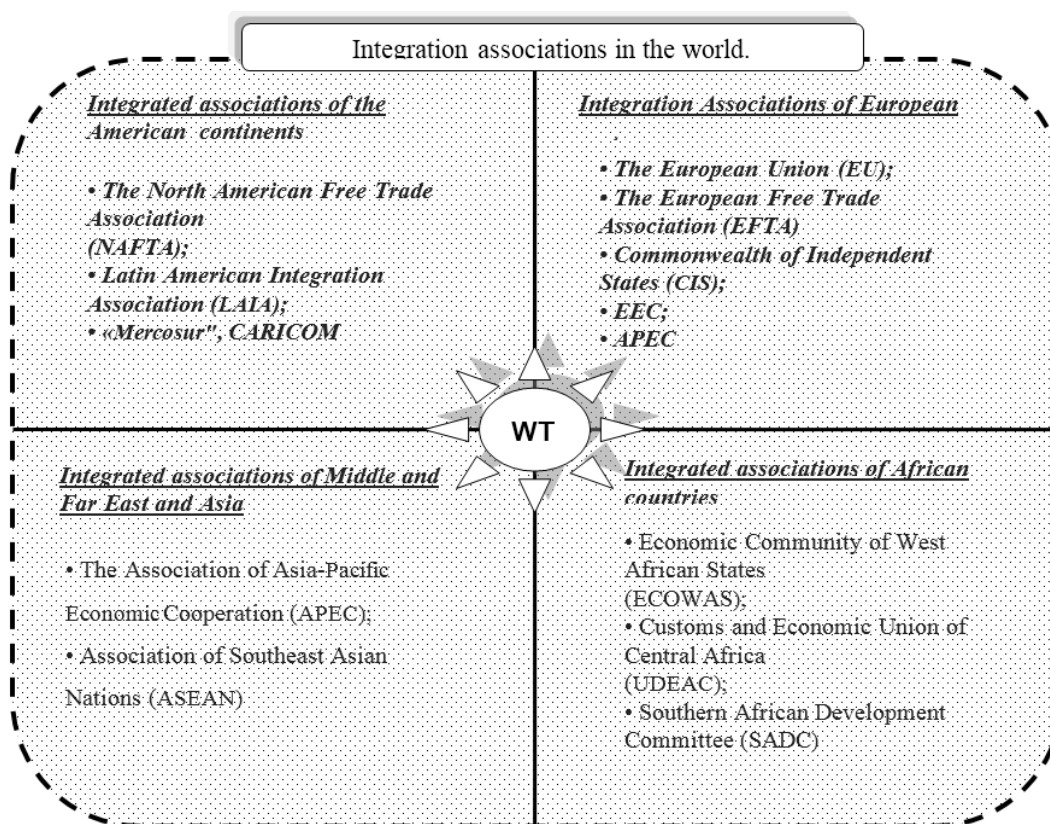 Integration associations in the world.
Integrated associations of the
American continents
• The North American Free Trade
Association
(NAFTA);
• Latin American Integration
Association (LAIA);
• «Mercosur", CARICOM
Integration Associations of European
• The European Union (EU);
• The European Free Trade
Association (EFTA)
• Commonwealth of Independent
States (CIS);
• EEC;
• APEC
WT
Integrated associations of Middle and
Far East and Asia
• The Association of Asia-Pacific
Economic Cooperation (APEC);
• Association of Southeast Asian
Nations (ASEAN)
Integrated associations of African
countries
• Economic Community of West
African States
(ECOWAS);
• Customs and Economic Union of
Central Africa
(UDEAC);
• Southern African Development
Committee (SADC)